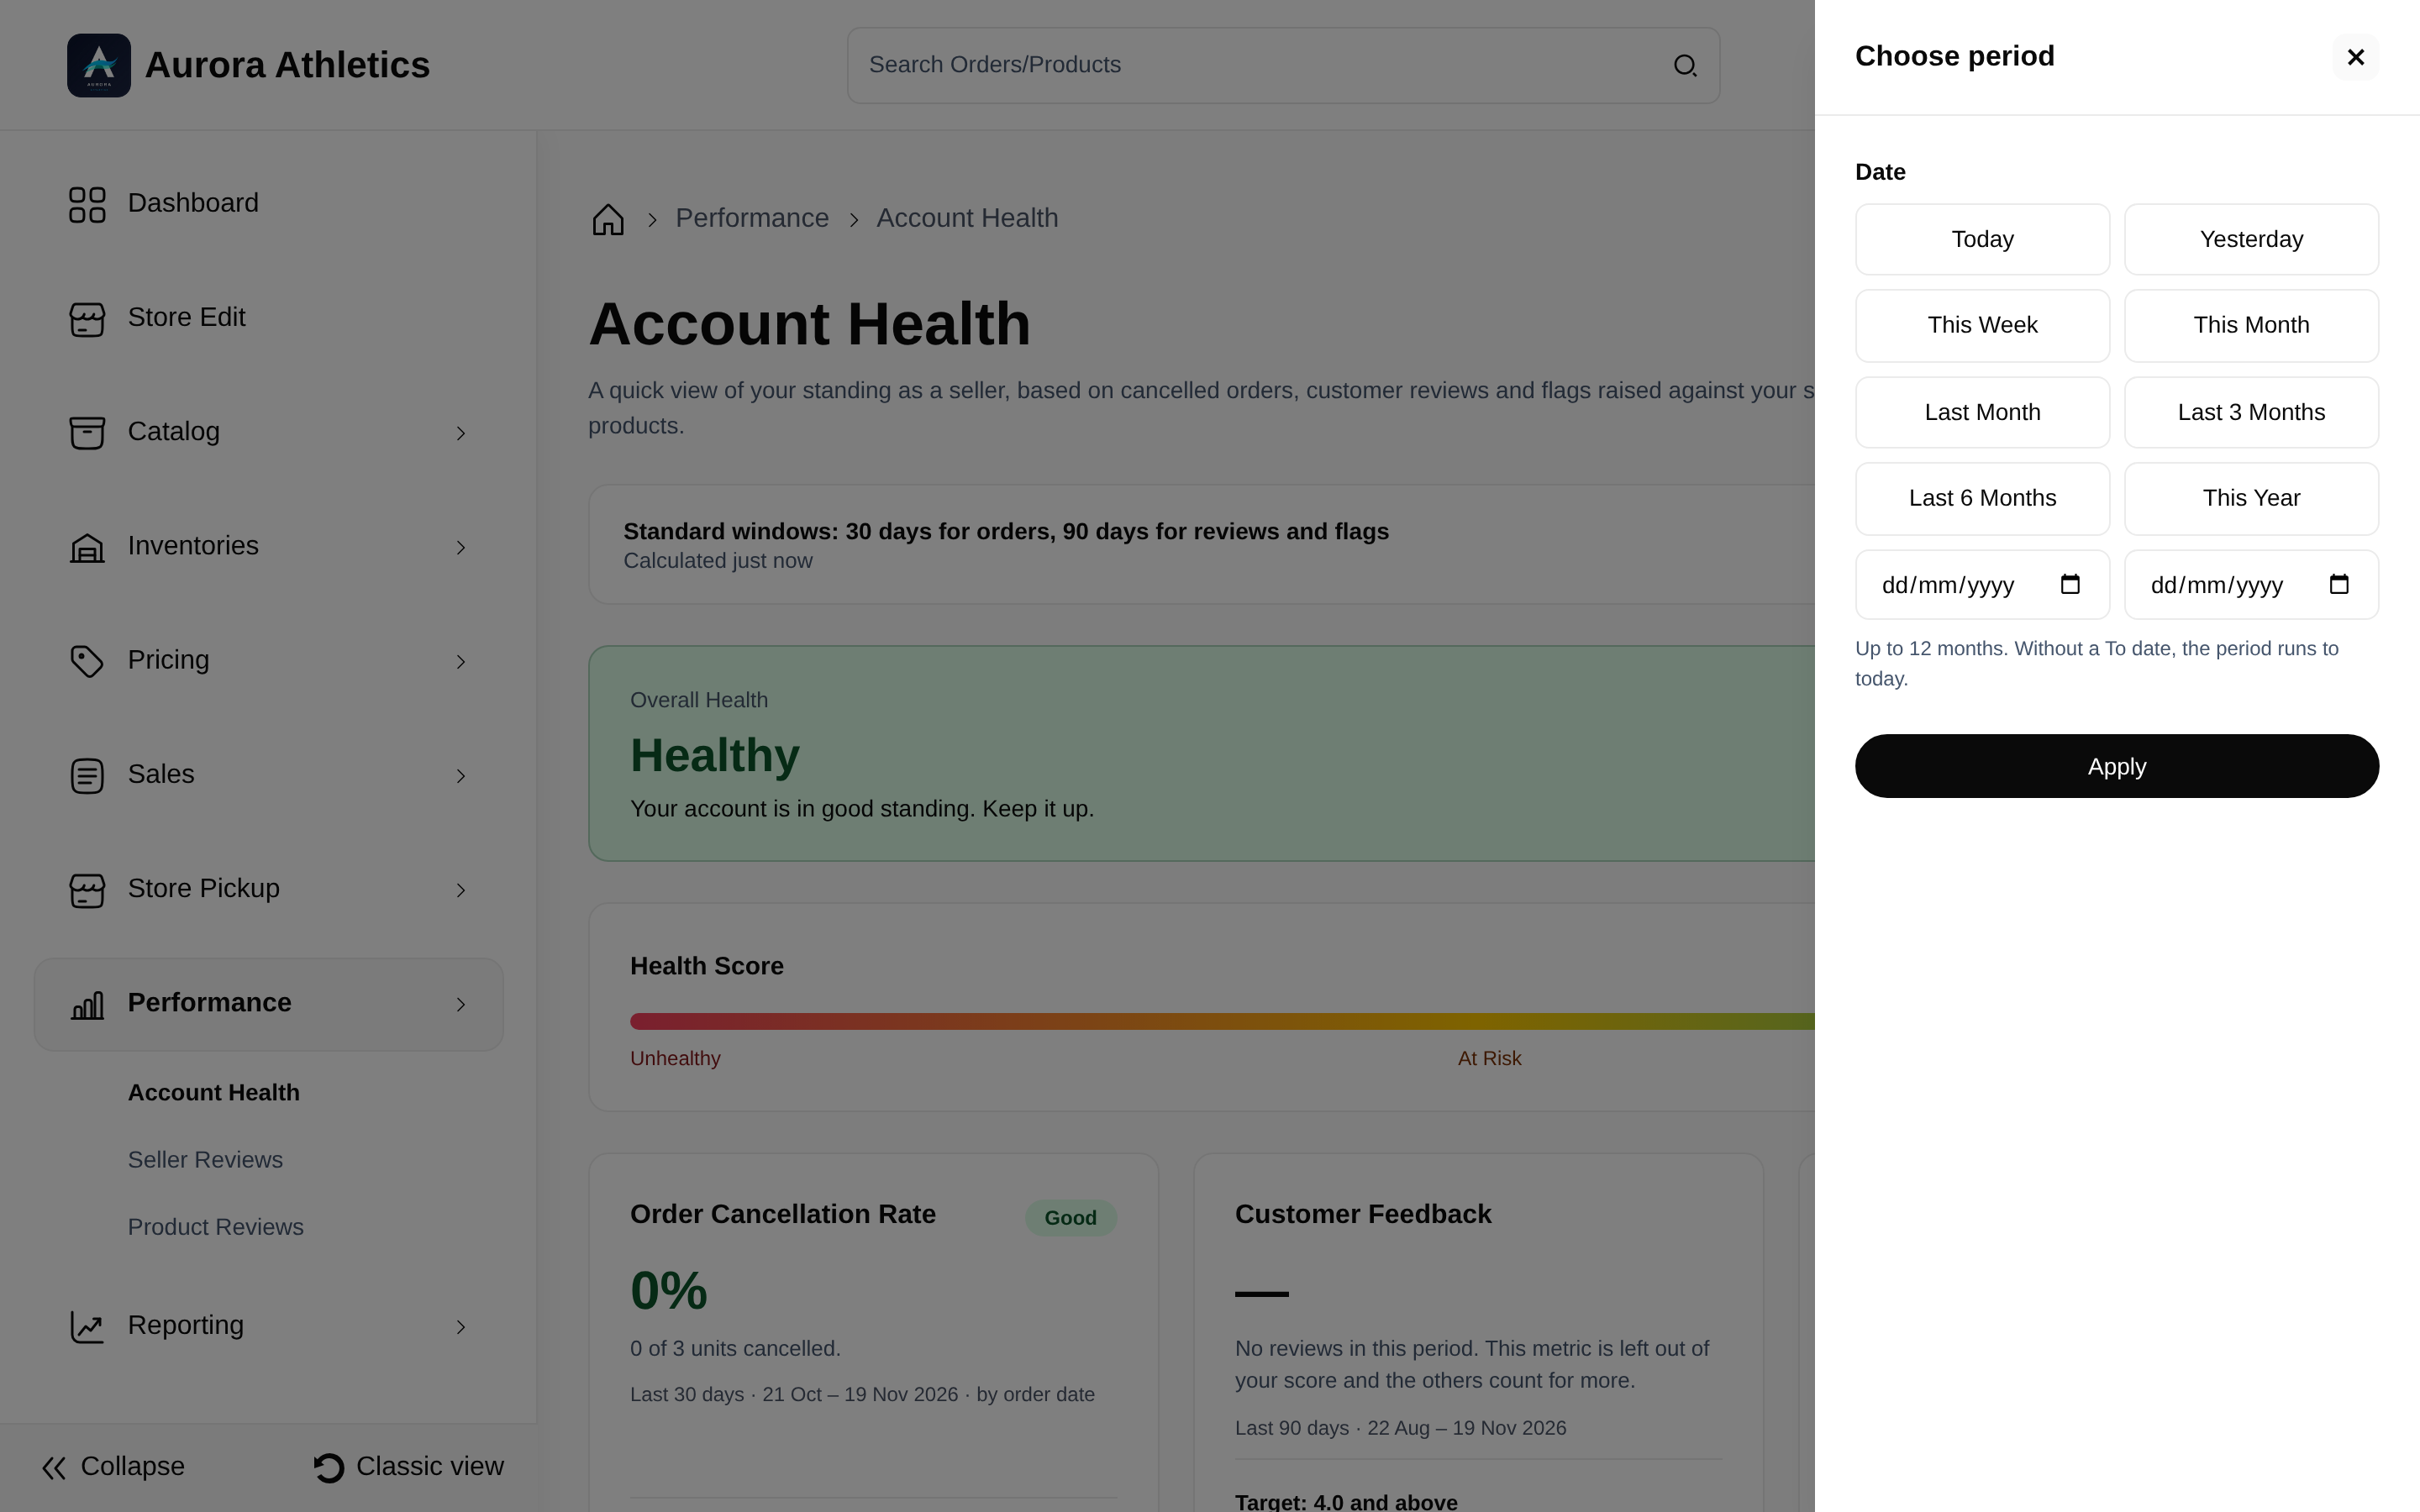 AURORA
Aurora Athletics
Search Orders/Products
Dashboard
Store Edit
Catalog
Inventories
Pricing
Sales
Store Pickup
Performance
Account Health
Seller Reviews
Product Reviews
Reporting
Collapse
Classic view
Performance
Account Health
Account Health
A quick view of your standing as a seller, based on cancelled orders, customer reviews and flags raised against your
products.
Standard windows: 30 days for orders, 90 days for reviews and flags
Calculated just now
Overall Health
Healthy
Your account is in good standing. Keep it up.
Health Score
Unhealthy
At Risk
Order Cancellation Rate
Good
0%
0 of 3 units cancelled.
Last 30 days · 21 Oct – 19 Nov 2026 · by order date
Customer Feedback
—
No reviews in this period. This metric is left out of
your score and the others count for more.
Last 90 days · 22 Aug – 19 Nov 2026
Target: 4.0 and above
Choose period
Date
Today
Yesterday
This Week
This Month
Last Month
Last 3 Months
Last 6 Months
This Year
dd/mm/yyyy
dd/mm/yyyy
Up to 12 months. Without a To date, the period runs to
today.
Apply